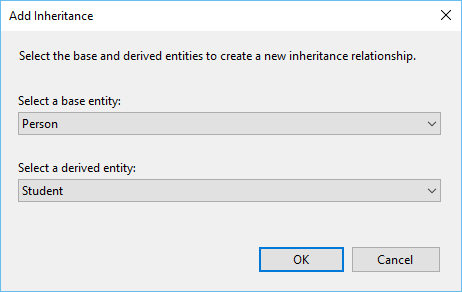 Add Inheritance
Select the base and derived entities to create a new inheritance relationship.
Select a base entity:
Person
Select a derived entity:
Student
OK
Cancel